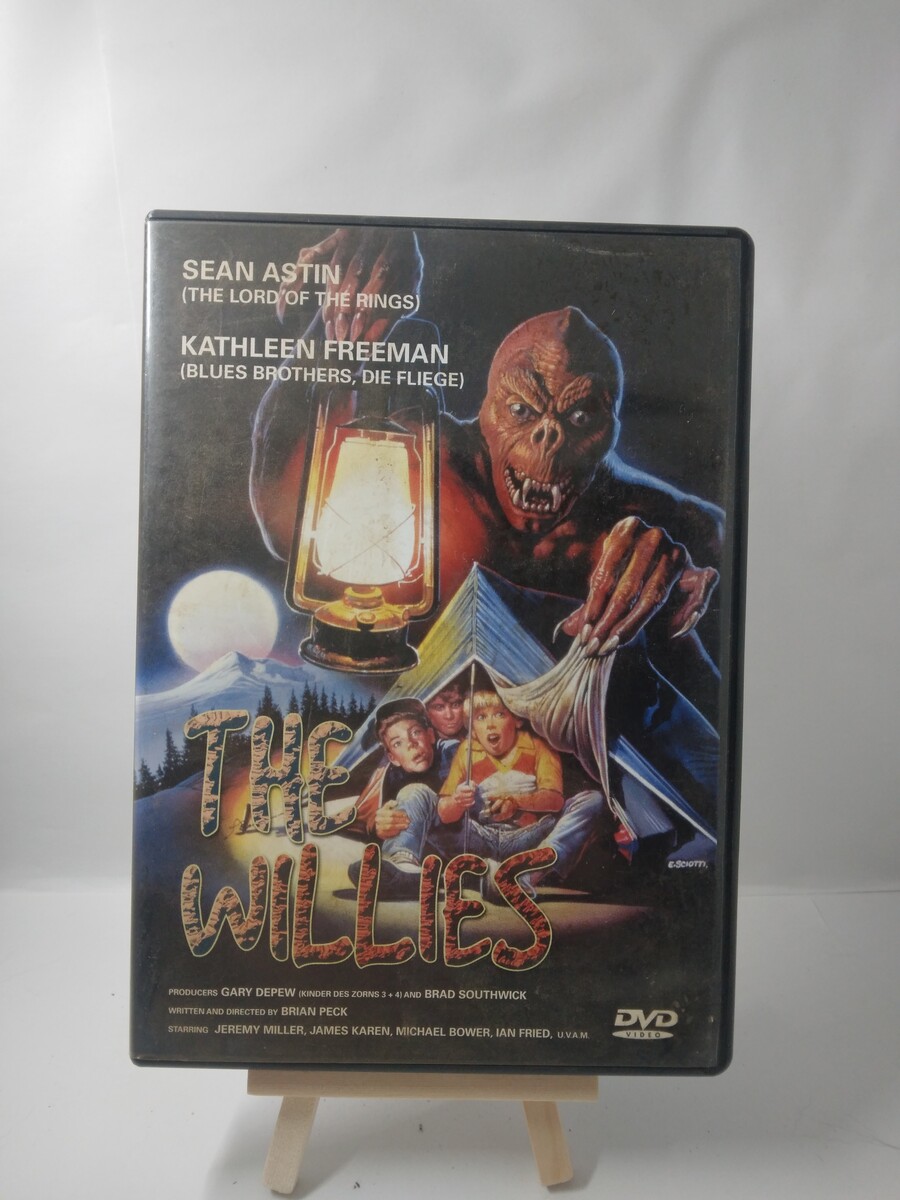 SEAN ASTIN
(THE LORD OF THE RINGS)
KATHLEEN FREEMAN
(BLUES BROTHERS, DIE FLIEGE)
THE
WILLIES
E.SCIOTTI,
PRODUCERS GARY DEPEW (KINDER DES ZORNS 3 + 4) AND BRAD SOUTHWICK
WRITTEN AND DIRECTED BY BRIAN PECK
STARRING JEREMY MILLER, JAMES KAREN, MICHAEL BOWER, IAN FRIED, U.V.A.M.
DVD
VIDEO